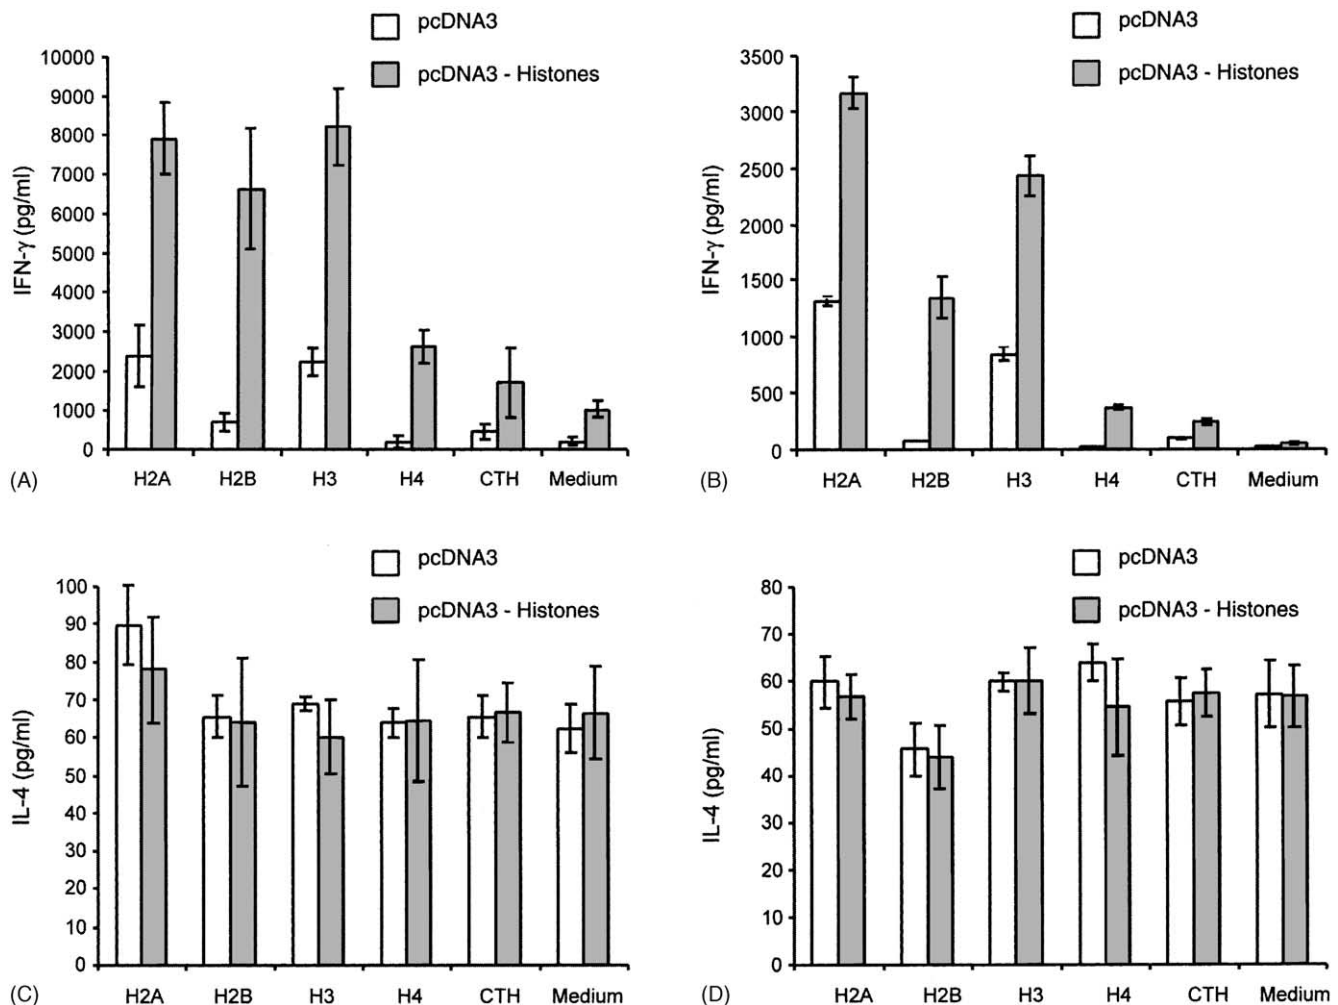 pcDNA3
pcDNA3 - Histones
10000
9000
8000
7000
6000
5000
4000
3000
2000
1000
0
IFN-γ (pg/ml)
H2A H2B H3 H4 CTH Medium
(A)
pcDNA3
pcDNA3 - Histones
3500
3000
2500
2000
1500
1000
500
0
IFN-γ (pg/ml)
H2A H2B H3 H4 CTH Medium
(B)
pcDNA3
pcDNA3 - Histones
100
90
80
70
60
50
40
30
20
10
0
IL-4 (pg/ml)
H2A H2B H3 H4 CTH Medium
(C)
pcDNA3
pcDNA3 - Histones
80
70
60
50
40
30
20
10
0
IL-4 (pg/ml)
H2A H2B H3 H4 CTH Medium
(D)